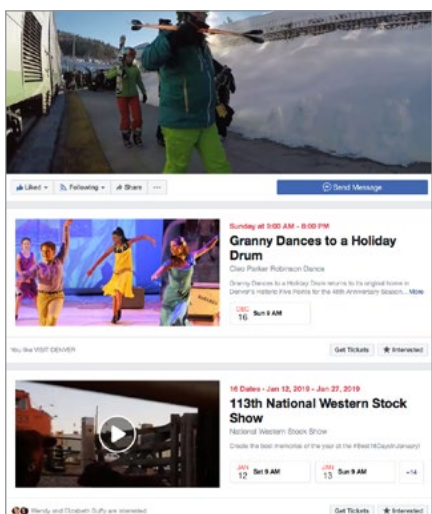 Liked
Following
Share
Send Message
Sunday at 9:00 AM - 8:00 PM
Granny Dances to a Holiday
Drum
Cleo Parker Robinson Dance
Granny Dances to a Holiday Drum returns to its original home in
Denver's Historic Five Points for the 48th Anniversary Season... More
DEC
16
Sun 9 AM
You like VISIT DENVER
Get Tickets
Interested
16 Dates - Jan 12, 2019 - Jan 27, 2019
113th National Western Stock
Show
National Western Stock Show
Create the best memories of the year at the #Best16DaysInJanuary!
JAN
12
Sat 9 AM
JAN
13
Sun 9 AM
+14
Wendy and Elizabeth Duffy are interested
Get Tickets
Interested